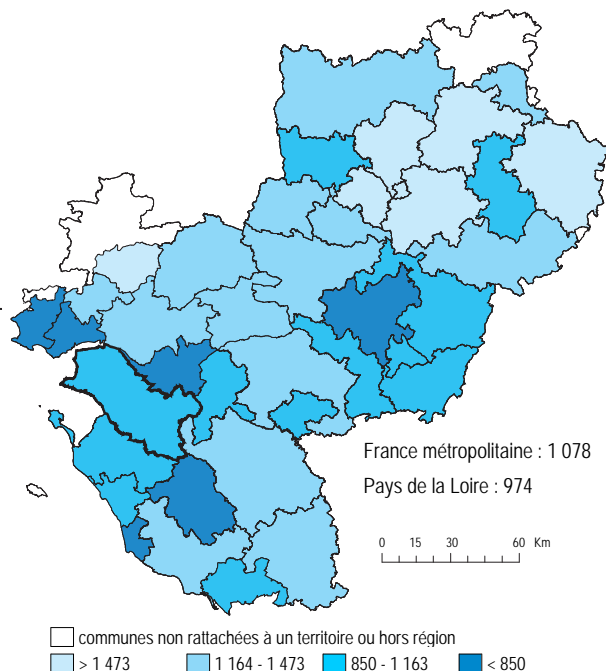 France métropolitaine : 1 078
Pays de la Loire : 974
0 15 30 60 Km
communes non rattachées à un territoire ou hors région
> 1 473 1 164 - 1 473 850 - 1 163 < 850